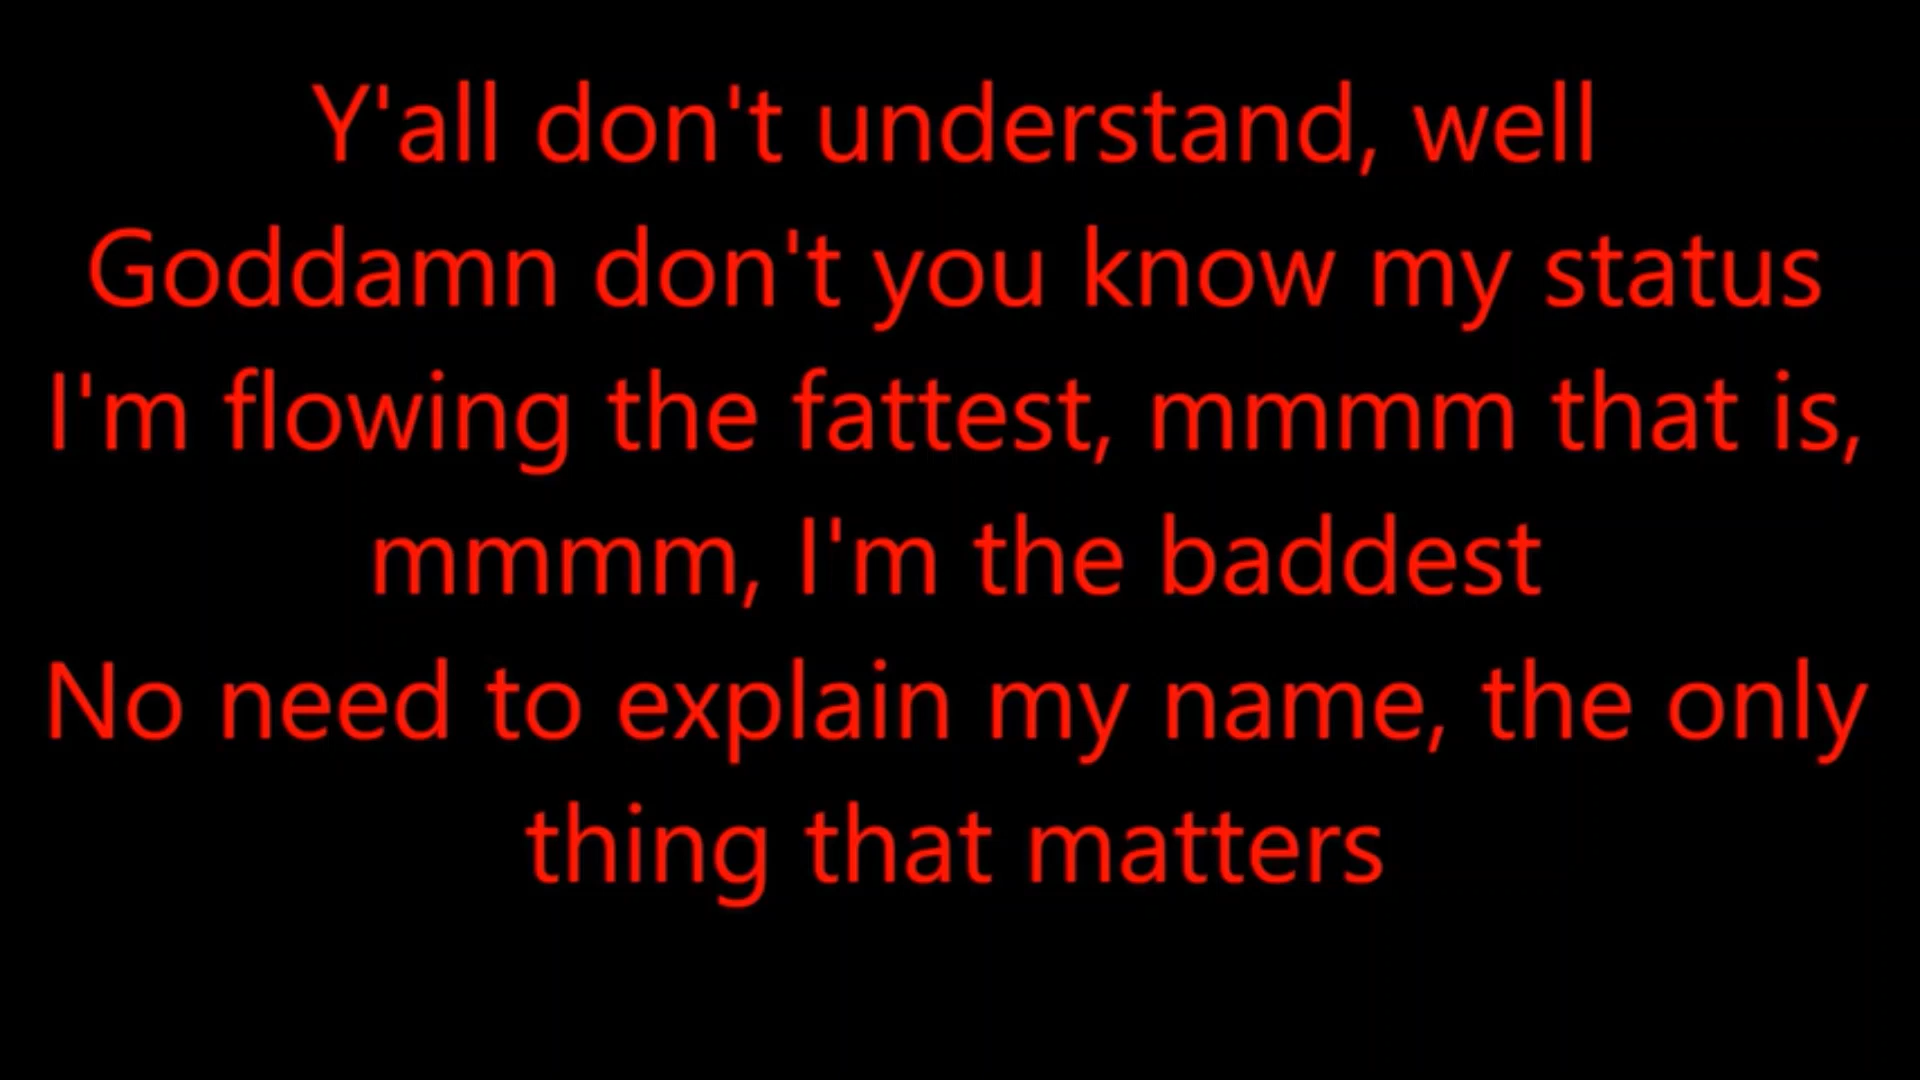 Y'all don't understand, well
Goddamn don't you know my status
I'm flowing the fattest, mmmm that is,
mmmm, I'm the baddest
No need to explain my name, the only
thing that matters